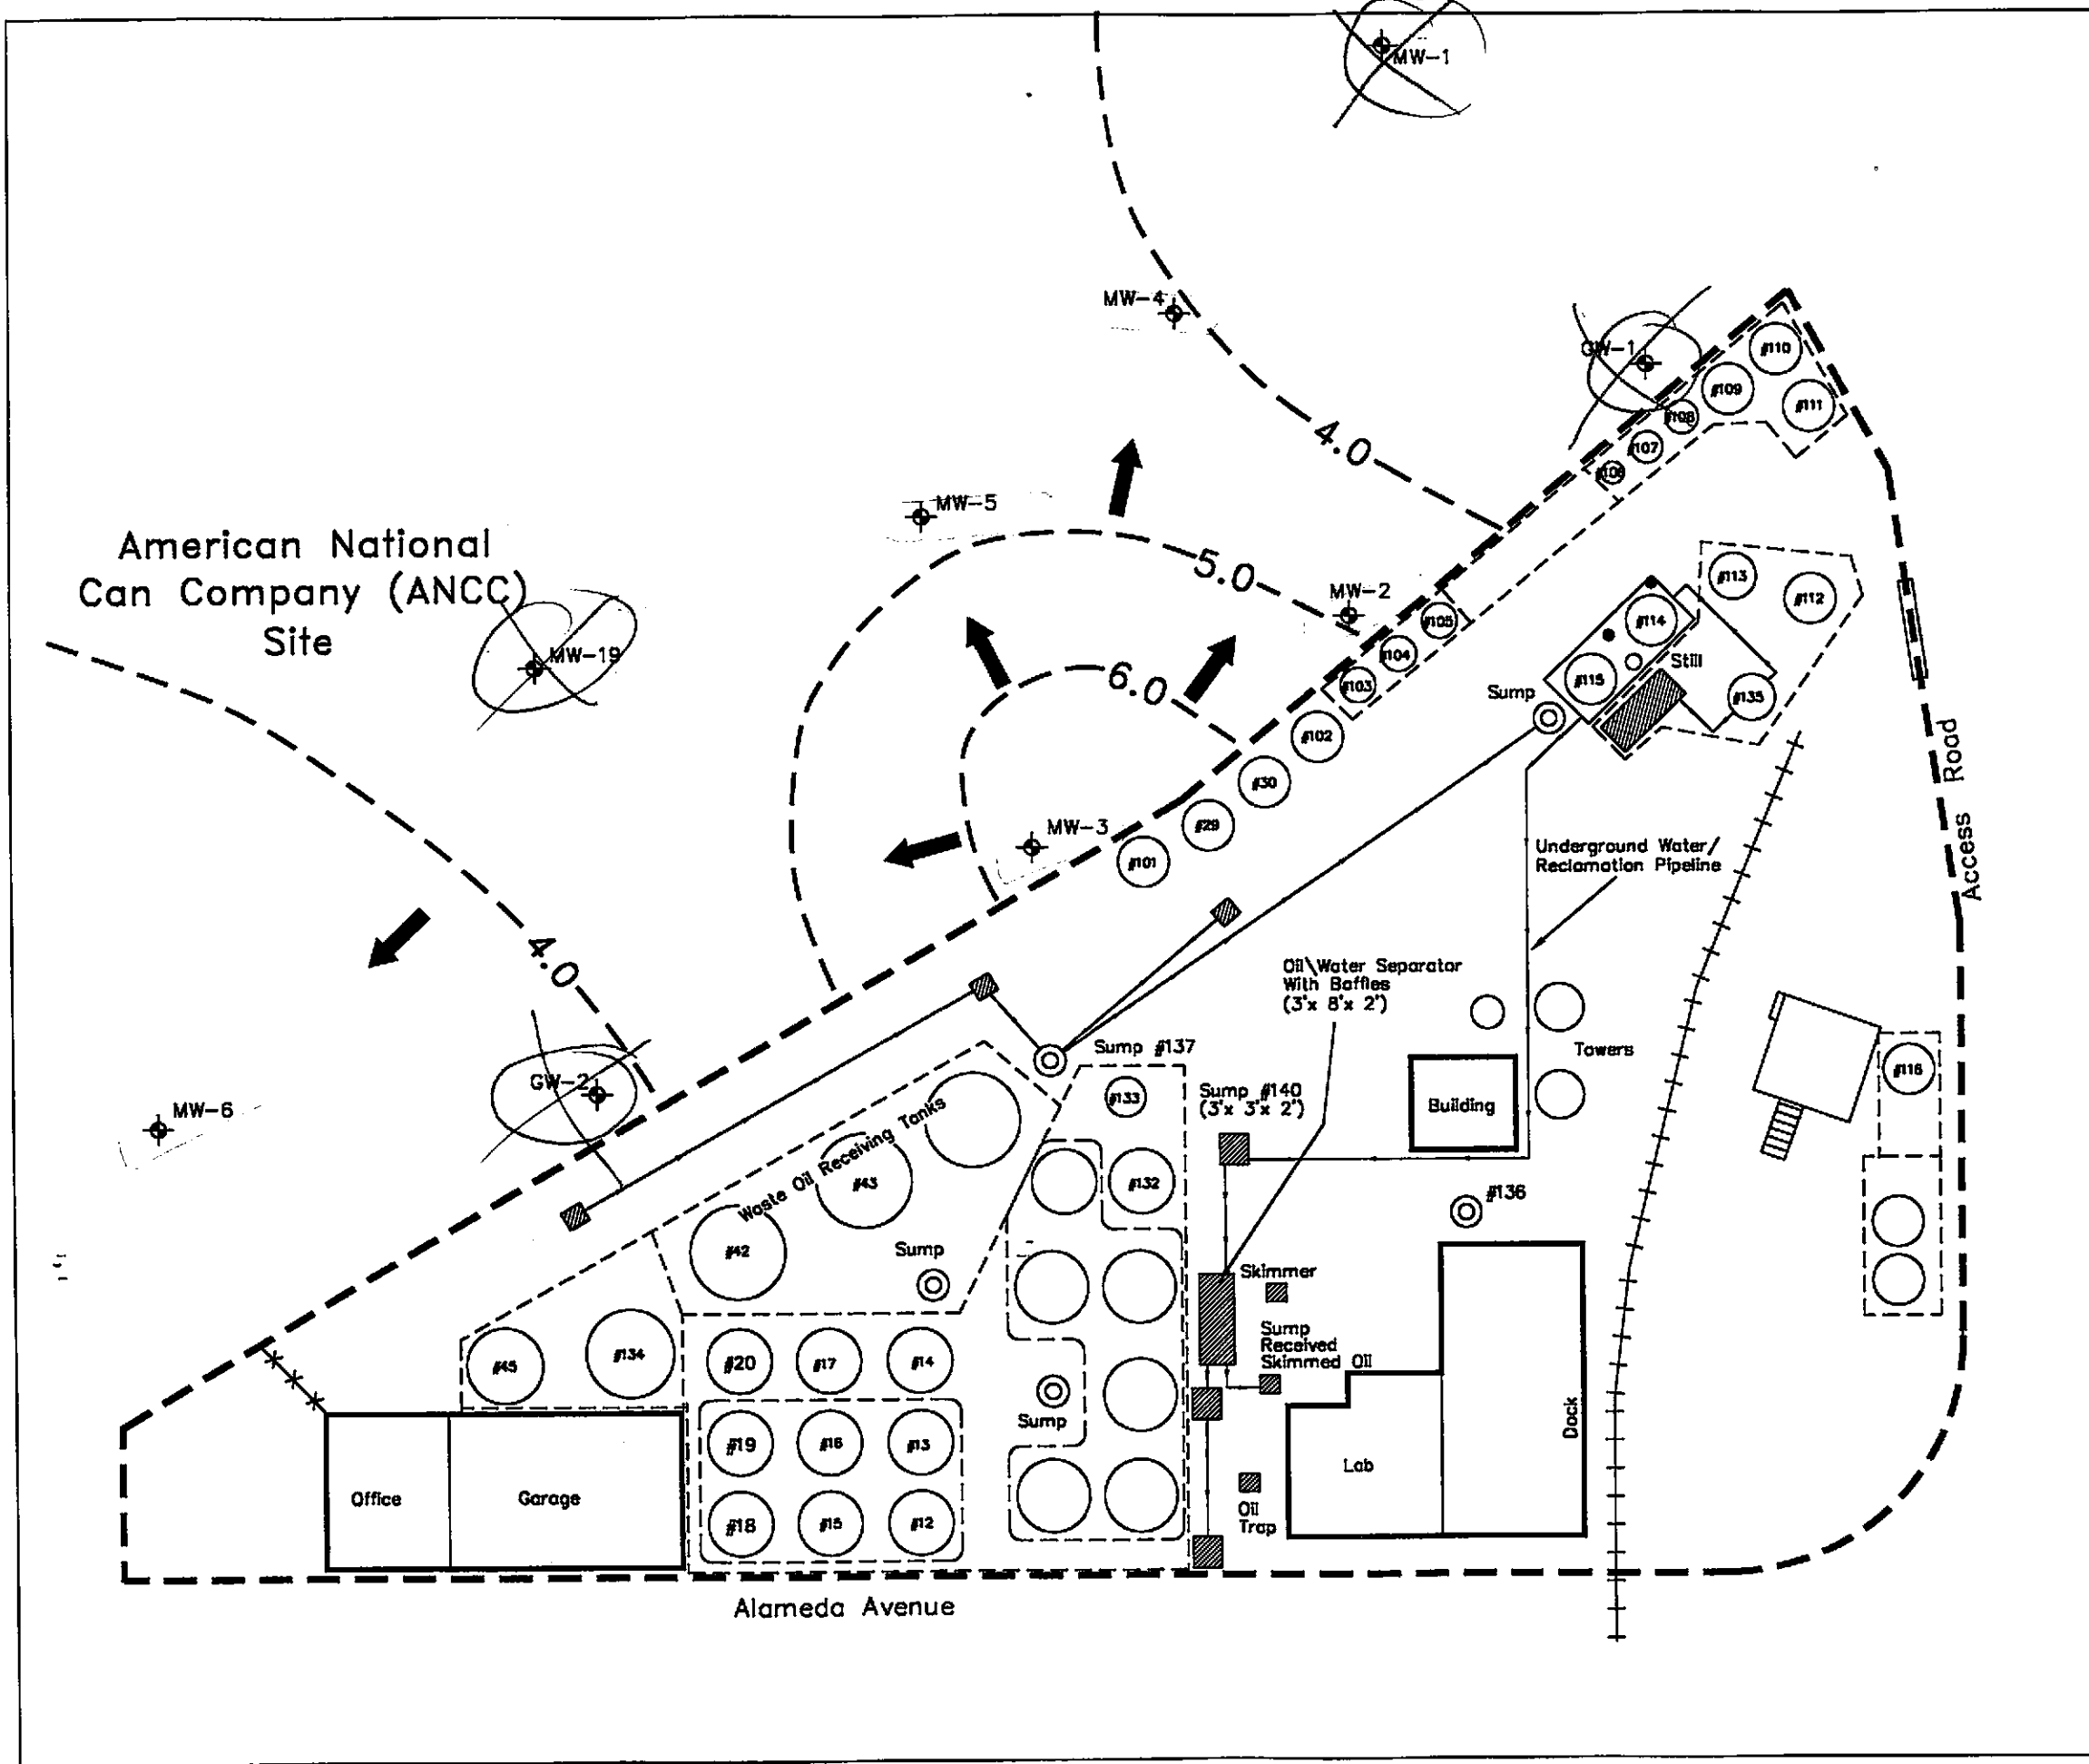 MW-1
MW-4
GW-1
#110
#109
#111
#108
#107
#106
4.0
MW-5
American National
Can Company (ANCC)
Site
MW-19
5.0
MW-2
#105
#104
#103
6.0
#102
#30
#29
#101
MW-3
#113
#112
#114
#115
Still
#135
Sump
Access Road
Underground Water/
Reclamation Pipeline
4.0
Oil\Water Separator
With Baffles
(3'x 8'x 2')
Towers
Sump #137
#133
Sump #140
(3'x 3'x 2')
Building
#116
GW-2
MW-6
Waste Oil Receiving Tanks
#43
#42
#132
#136
Sump
Skimmer
Sump
Received
Skimmed Oil
#45
#134
#20
#17
#14
Sump
#19
#16
#13
Dock
Lab
Office
Garage
#18
#15
#12
Oil
Trap
Alameda Avenue